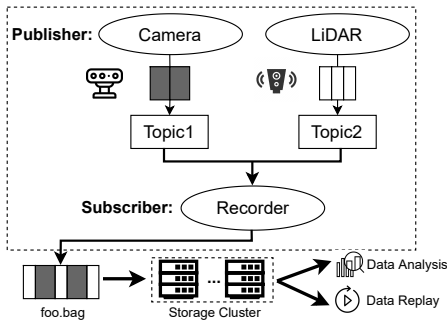 Publisher: Camera LiDAR
Topic1 Topic2
Subscriber: Recorder
foo.bag
...
Storage Cluster
Data Analysis
Data Replay